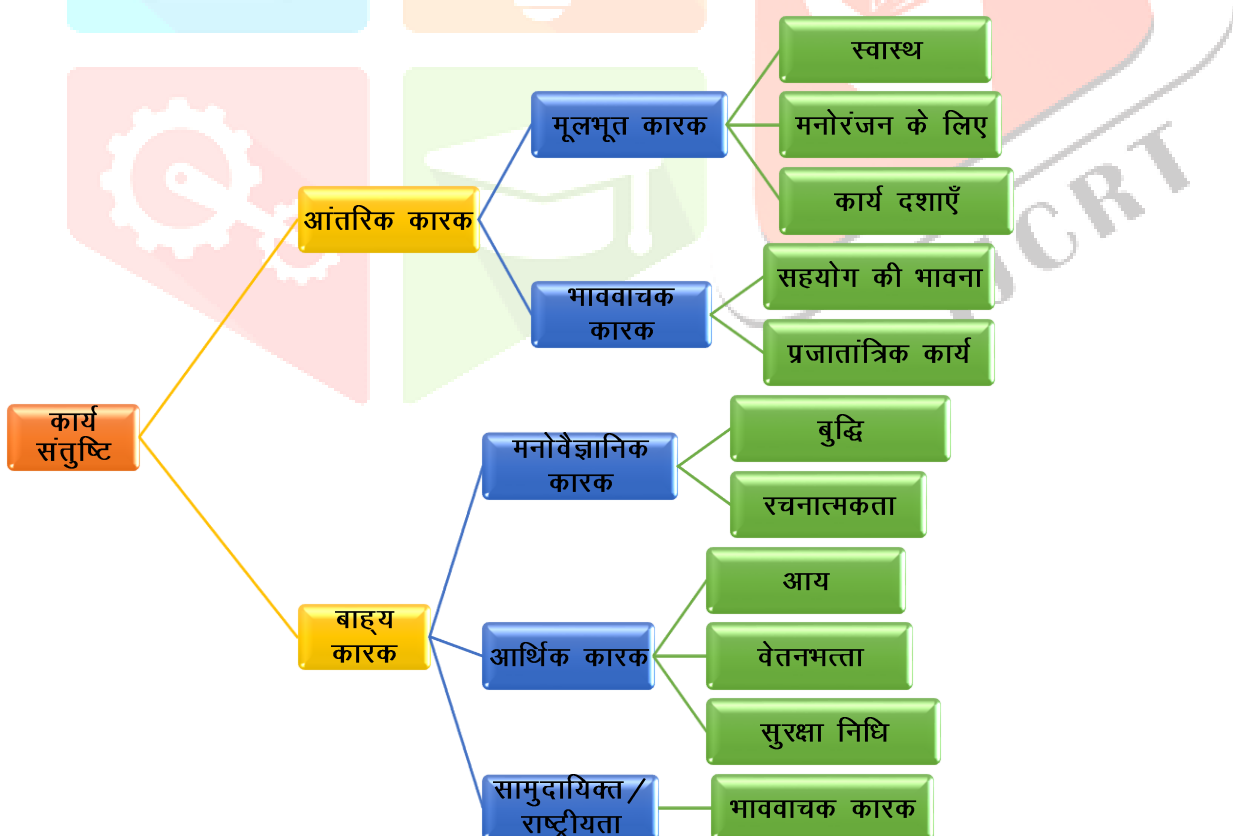 स्वास्थ
मनोरंजन के लिए
मूलभूत कारक
कार्य दशाएँ
आंतरिक कारक
सहयोग की भावना
भाववाचक
कारक
प्रजातांत्रिक कार्य
कार्य
संतुष्टि
बुद्धि
मनोवैज्ञानिक
कारक
रचनात्मकता
आय
बाह्य
कारक
आर्थिक कारक
वेतनभत्ता
सुरक्षा निधि
सामुदायिक्त/
राष्ट्रीयता
भाववाचक कारक
IJCRT